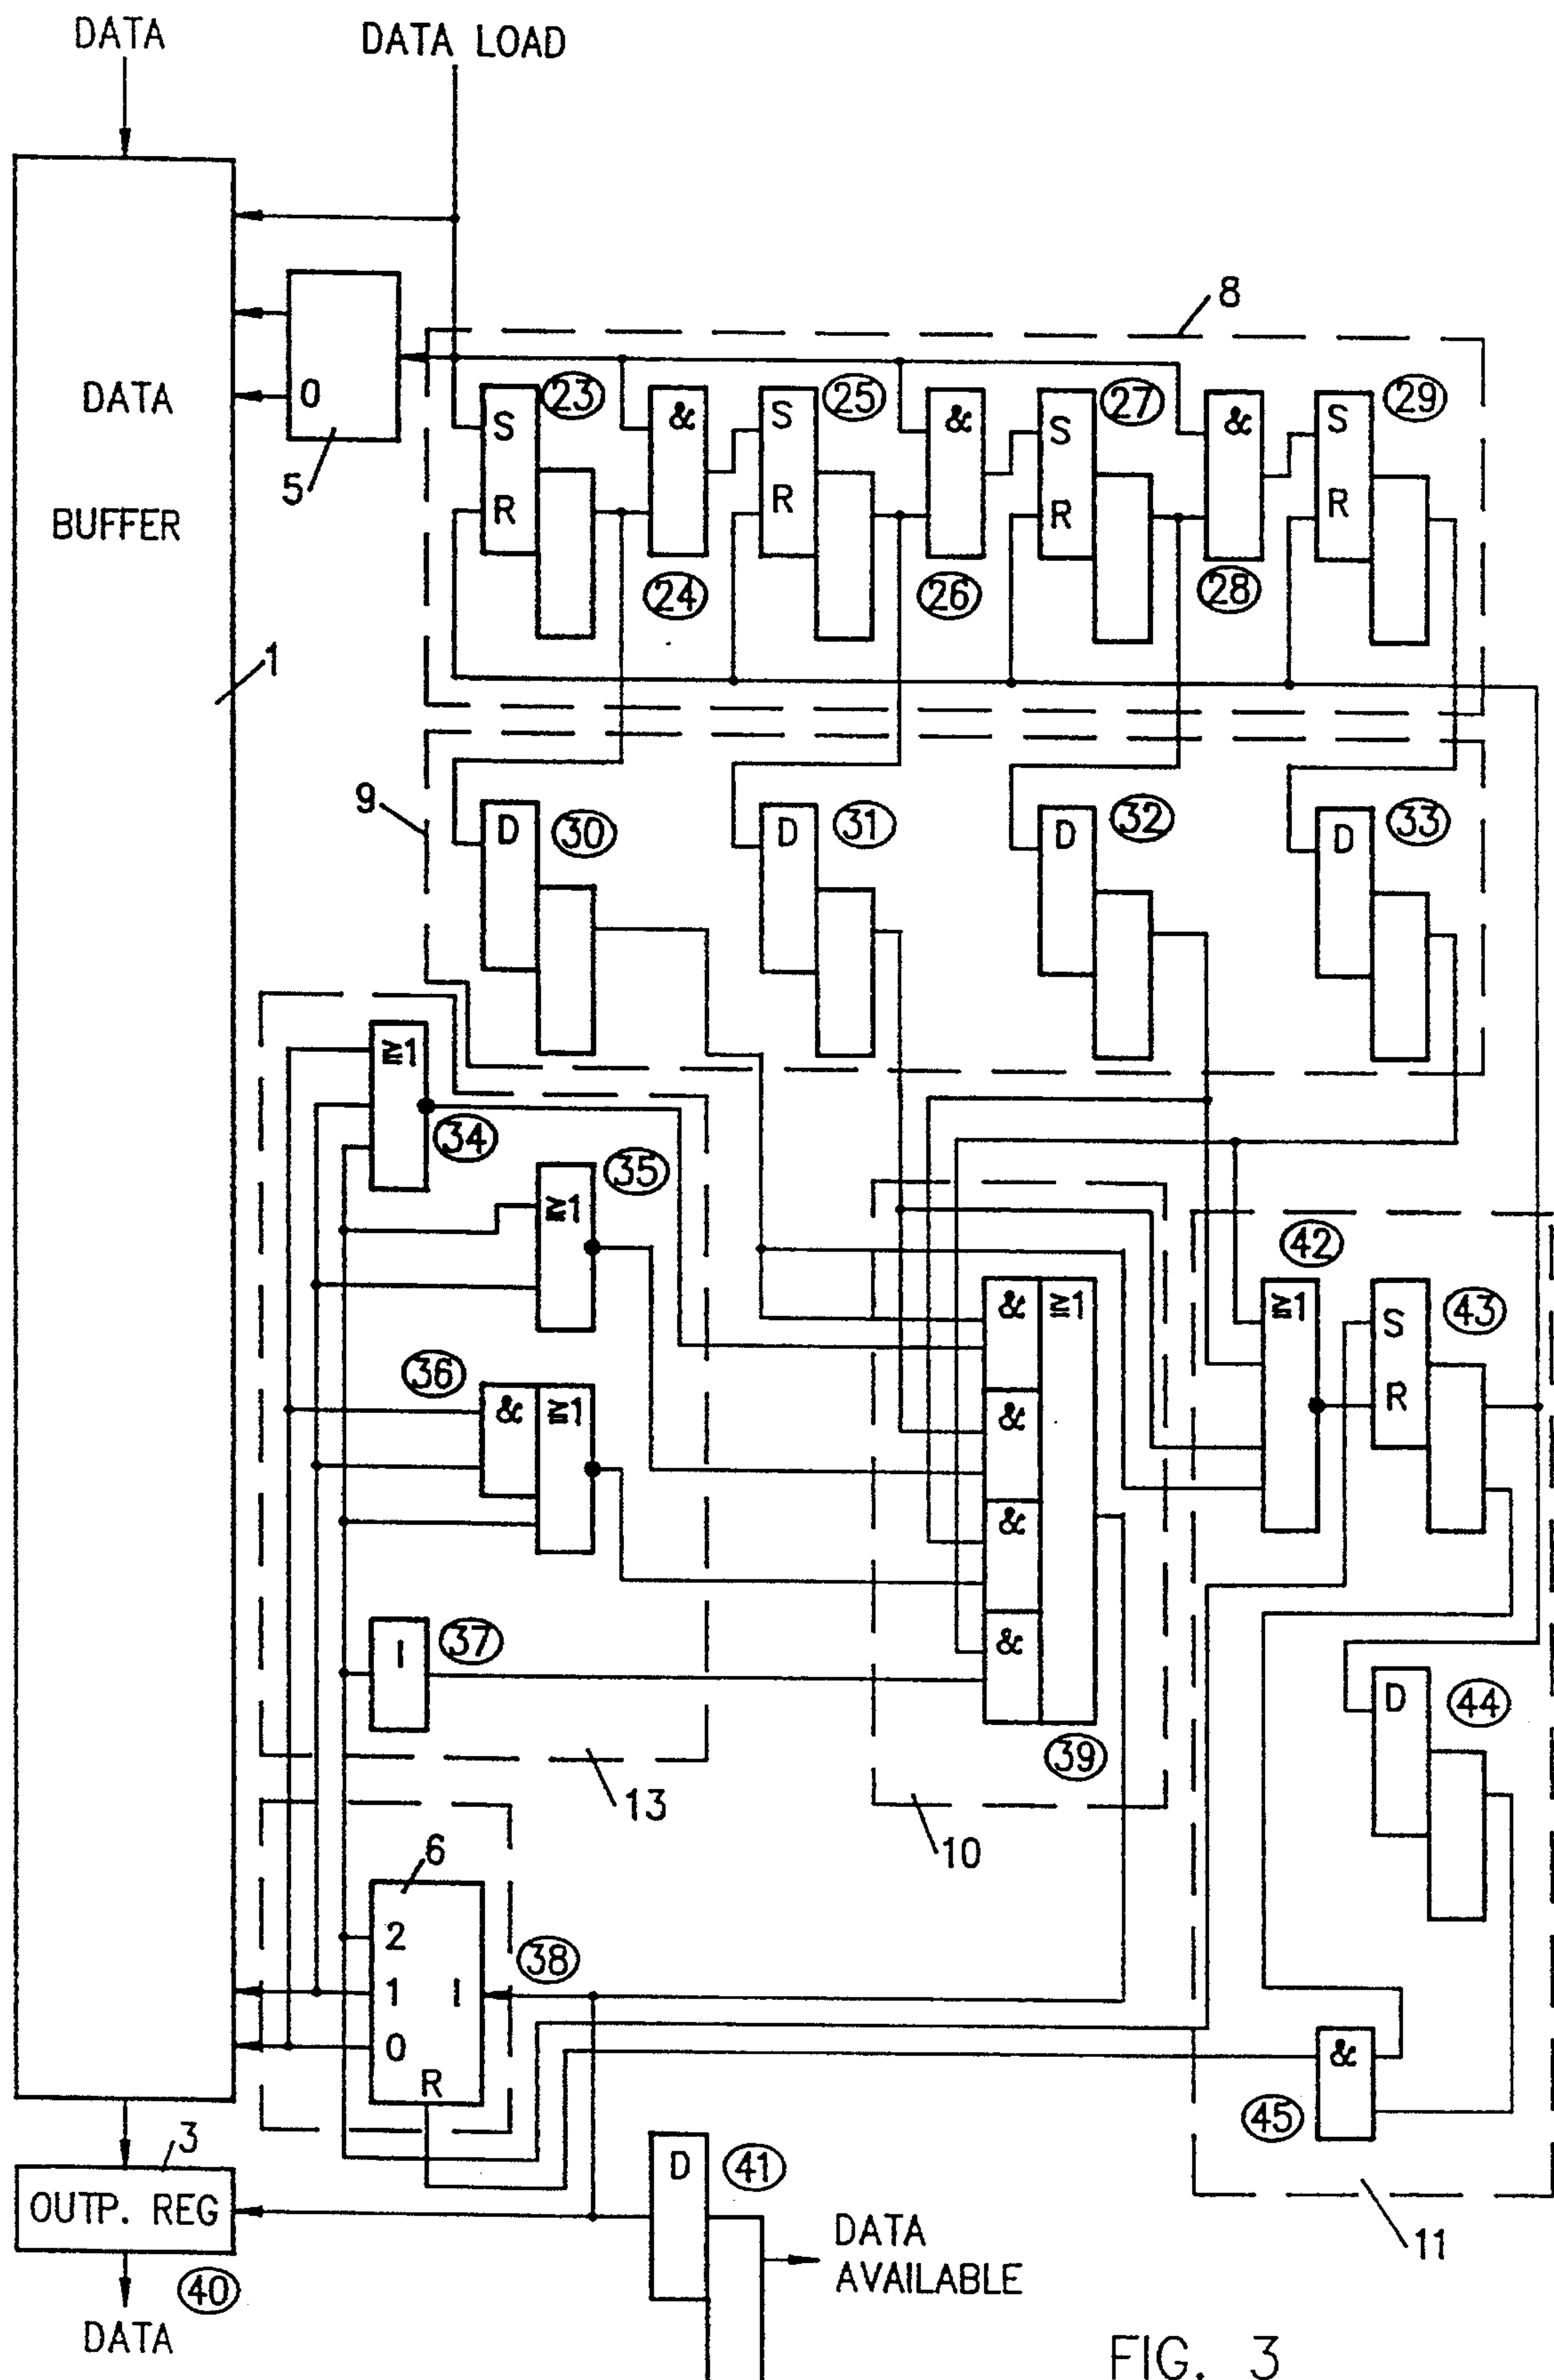 DATA
DATA LOAD
8
DATA
BUFFER
0
5
S
R
23
&
24
S
R
25
&
26
S
R
27
&
28
S
R
29
1
9
D
30
D
31
D
32
D
33
≥1
34
≥1
35
36
& ≥1
I
37
13
& ≥1
&
&
&
39
10
42
≥1
S
R
43
D
44
&
45
11
6
2
1
0
I
R
38
3
OUTP. REG
40
DATA
D
41
DATA
AVAILABLE
FIG. 3